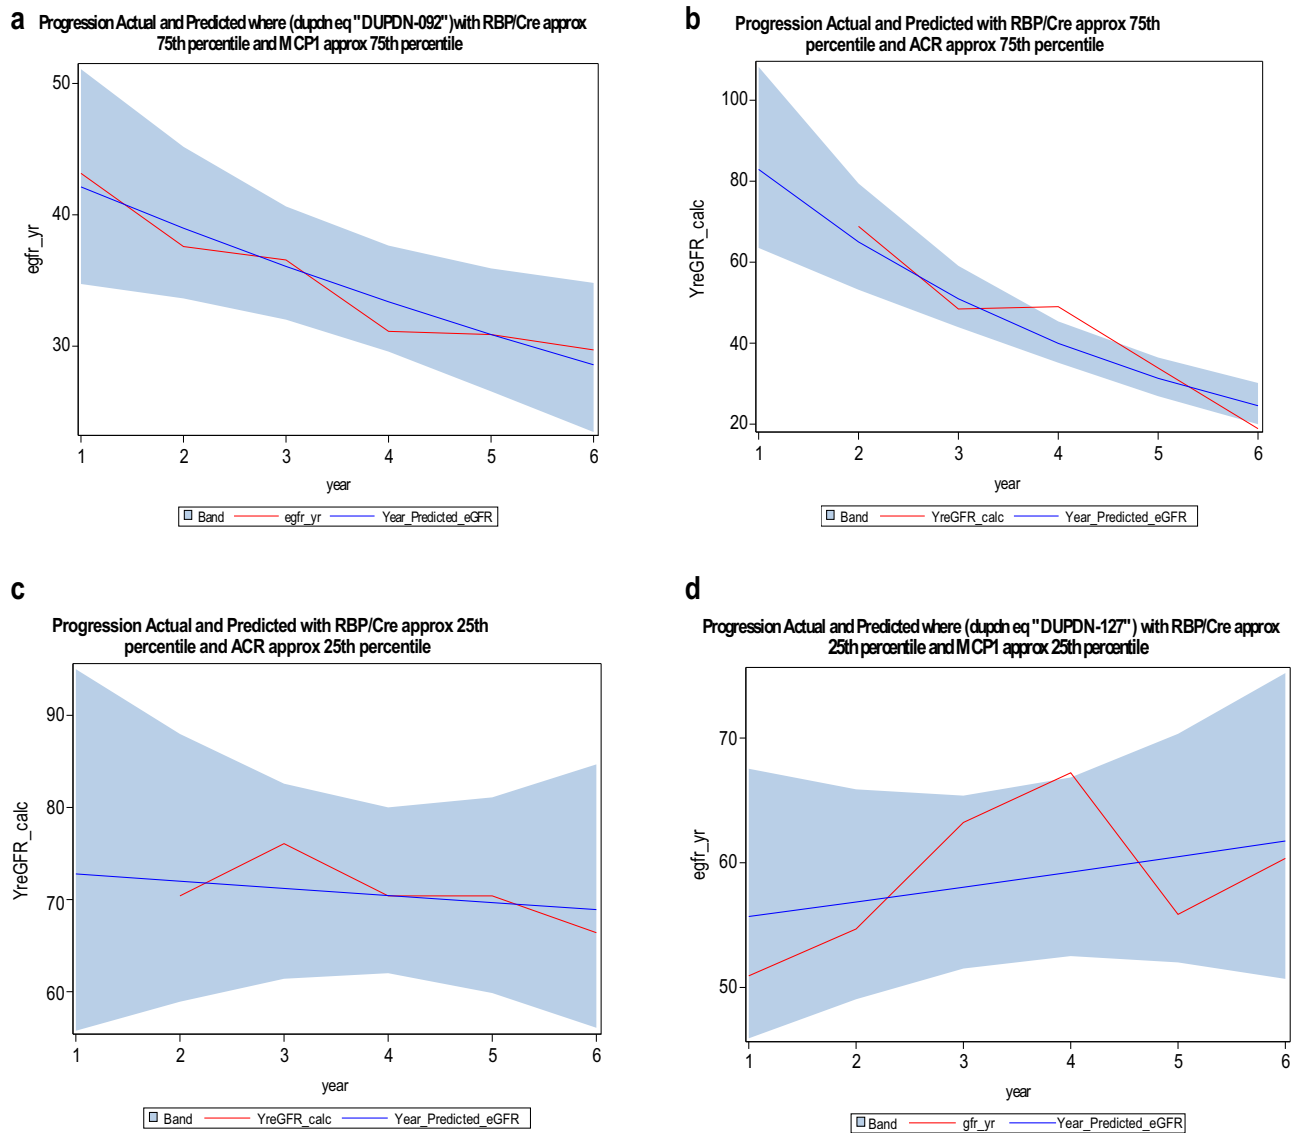 a
Progression Actual and Predicted where (dupdn eq "DUPDN-092")with RBP/Cre approx
75th percentile and MCP1 approx 75th percentile
50
40
30
egfr_yr
1 2 3 4 5 6
year
Band egfr_yr Year_Predicted_eGFR
b
Progression Actual and Predicted with RBP/Cre approx 75th
percentile and ACR approx 75th percentile
100
80
60
40
20
YreGFR_calc
1 2 3 4 5 6
year
Band YreGFR_calc Year_Predicted_eGFR
c
Progression Actual and Predicted with RBP/Cre approx 25th
percentile and ACR approx 25th percentile
90
80
70
60
YreGFR_calc
1 2 3 4 5 6
year
Band YreGFR_calc Year_Predicted_eGFR
d
Progression Actual and Predicted where (dupdn eq "DUPDN-127") with RBP/Cre approx
25th percentile and MCP1 approx 25th percentile
70
60
50
egfr_yr
1 2 3 4 5 6
year
Band gfr_yr Year_Predicted_eGFR